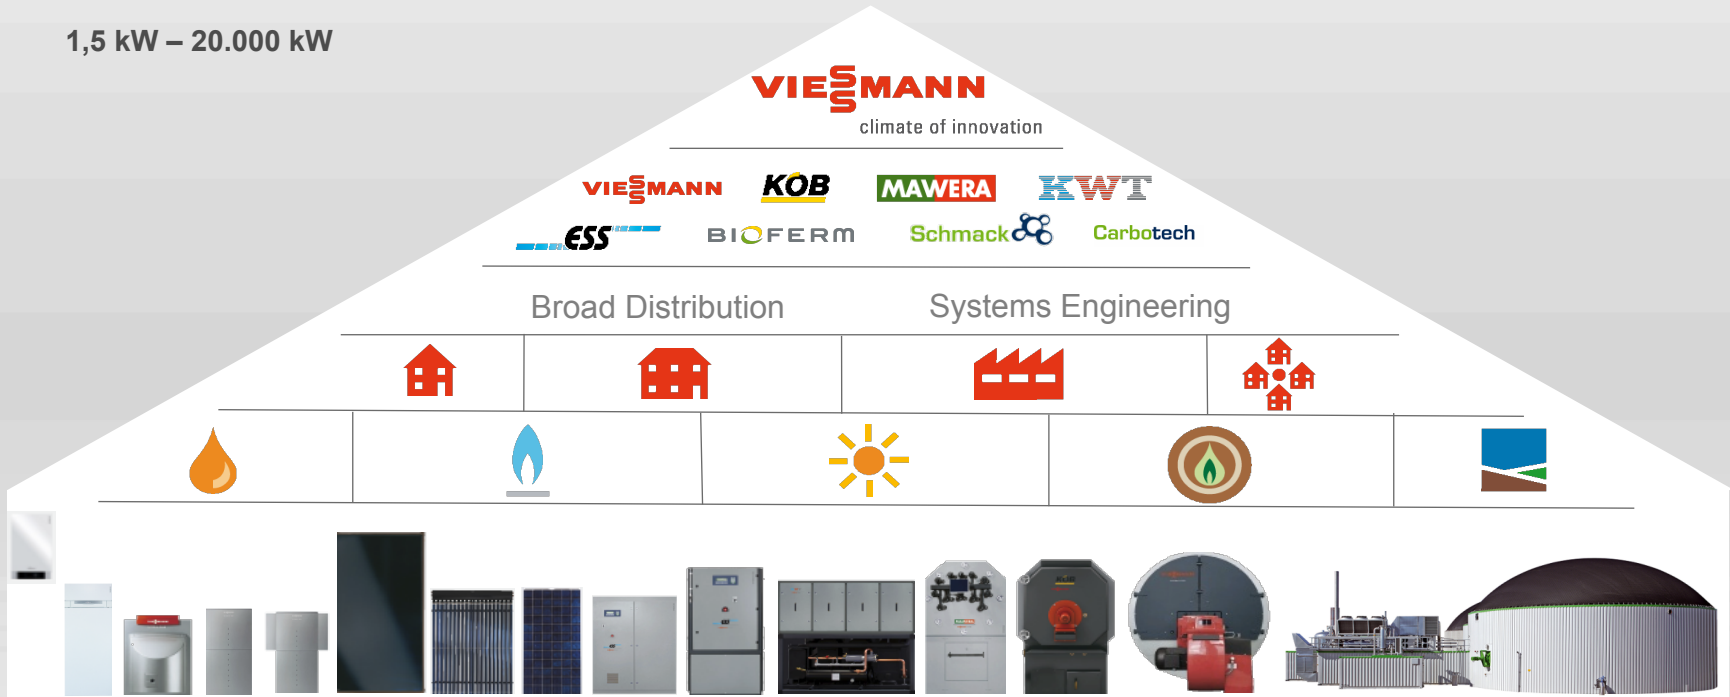 1,5 kW – 20.000 kW
VIESSMANN
climate of innovation
VIESSMANN KÖB MAWERA KWT
ESS BIOFERM Schmack Carbotech
Broad Distribution Systems Engineering